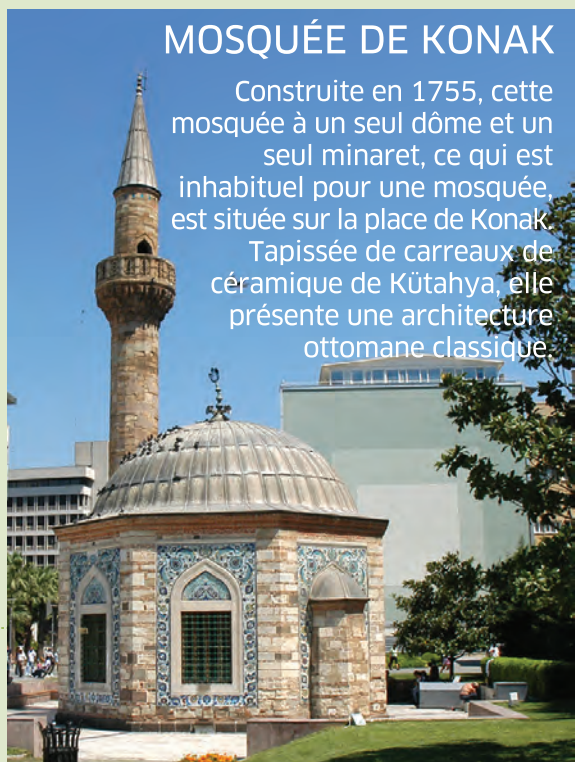 MOSQUÉE DE KONAK
Construite en 1755, cette
mosquée à un seul dôme et un
seul minaret, ce qui est
inhabituel pour une mosquée,
est située sur la place de Konak.
Tapissée de carreaux de
céramique de Kütahya, elle
présente une architecture
ottomane classique.